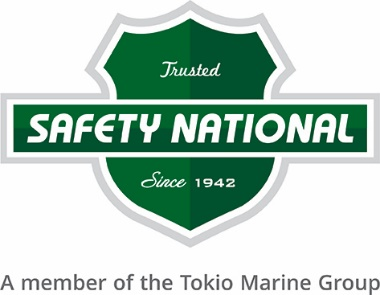 Trusted
SAFETY NATIONAL
Since 1942
A member of the Tokio Marine Group